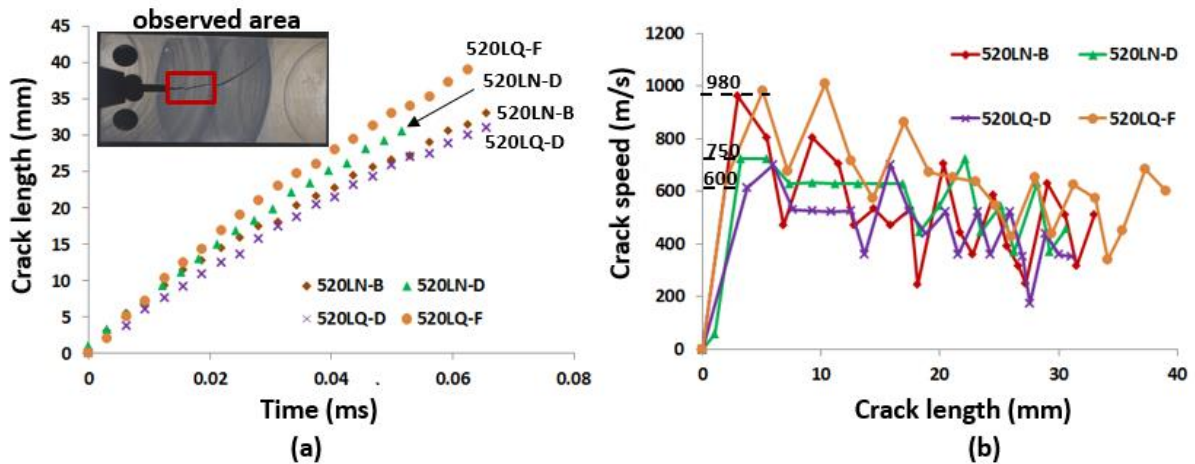 observed area
45
40
35
30
25
20
15
10
5
0
Crack length (mm)
520LQ-F
520LN-D
520LN-B
520LQ-D
520LN-B
520LN-D
520LQ-D
520LQ-F
0
0.02
0.04
0.06
0.08
Time (ms)
(a)
1200
1000
800
600
400
200
0
Crack speed (m/s)
980
750
600
520LN-B
520LN-D
520LQ-D
520LQ-F
0
10
20
30
40
Crack length (mm)
(b)